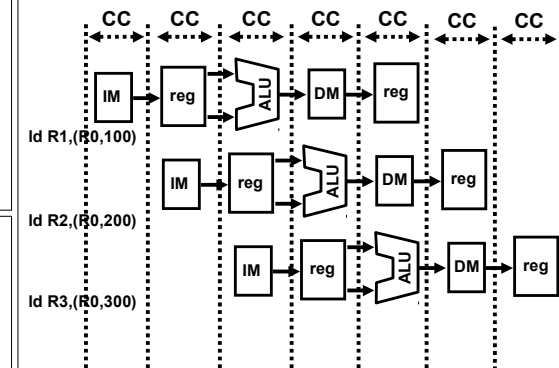 CC CC CC CC CC CC CC
IM reg ALU DM reg
ld R1,(R0,100)
IM reg ALU DM reg
ld R2,(R0,200)
IM reg ALU DM reg
ld R3,(R0,300)